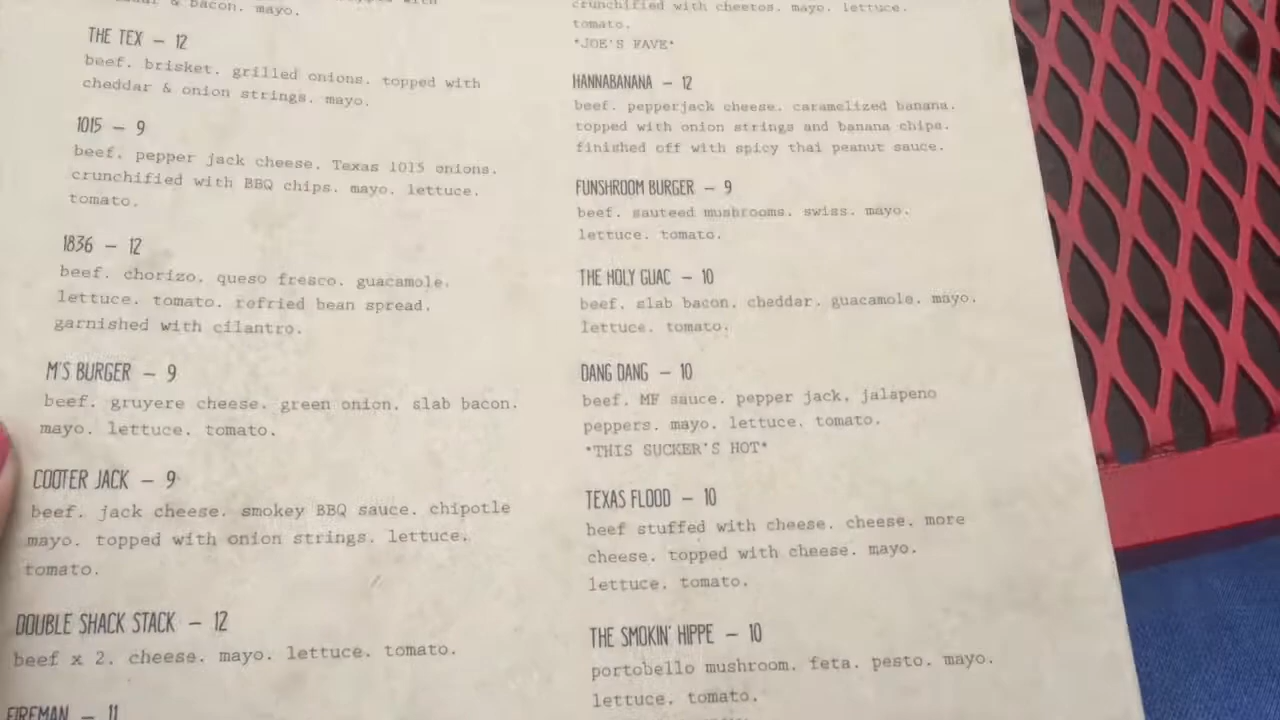 & bacon. mayo.
THE TEX – 12
beef. brisket. grilled onions. topped with
cheddar & onion strings. mayo.
1015 – 9
beef. pepper jack cheese. Texas 1015 onions.
crunchified with BBQ chips. mayo. lettuce.
tomato.
1836 – 12
beef. chorizo. queso fresco. guacamole.
lettuce. tomato. refried bean spread.
garnished with cilantro.
M'S BURGER – 9
beef. gruyere cheese. green onion. slab bacon.
mayo. lettuce. tomato.
COOTER JACK – 9
beef. jack cheese. smokey BBQ sauce. chipotle
mayo. topped with onion strings. lettuce.
tomato.
DOUBLE SHACK STACK – 12
beef x 2. cheese. mayo. lettuce. tomato.
FIREMAN – 11
crunchified with cheetos. mayo. lettuce.
tomato.
*JOE'S FAVE*
HANNABANANA – 12
beef. pepperjack cheese. caramelized banana.
topped with onion strings and banana chips.
finished off with spicy thai peanut sauce.
FUNSHROOM BURGER – 9
beef. sauteed mushrooms. swiss. mayo.
lettuce. tomato.
THE HOLY GUAC – 10
beef. slab bacon. cheddar. guacamole. mayo.
lettuce. tomato.
DANG DANG – 10
beef. MF sauce. pepper jack. jalapeno
peppers. mayo. lettuce. tomato.
*THIS SUCKER'S HOT*
TEXAS FLOOD – 10
beef stuffed with cheese. cheese. more
cheese. topped with cheese. mayo.
lettuce. tomato.
THE SMOKIN' HIPPE – 10
portobello mushroom. feta. pesto. mayo.
lettuce. tomato.